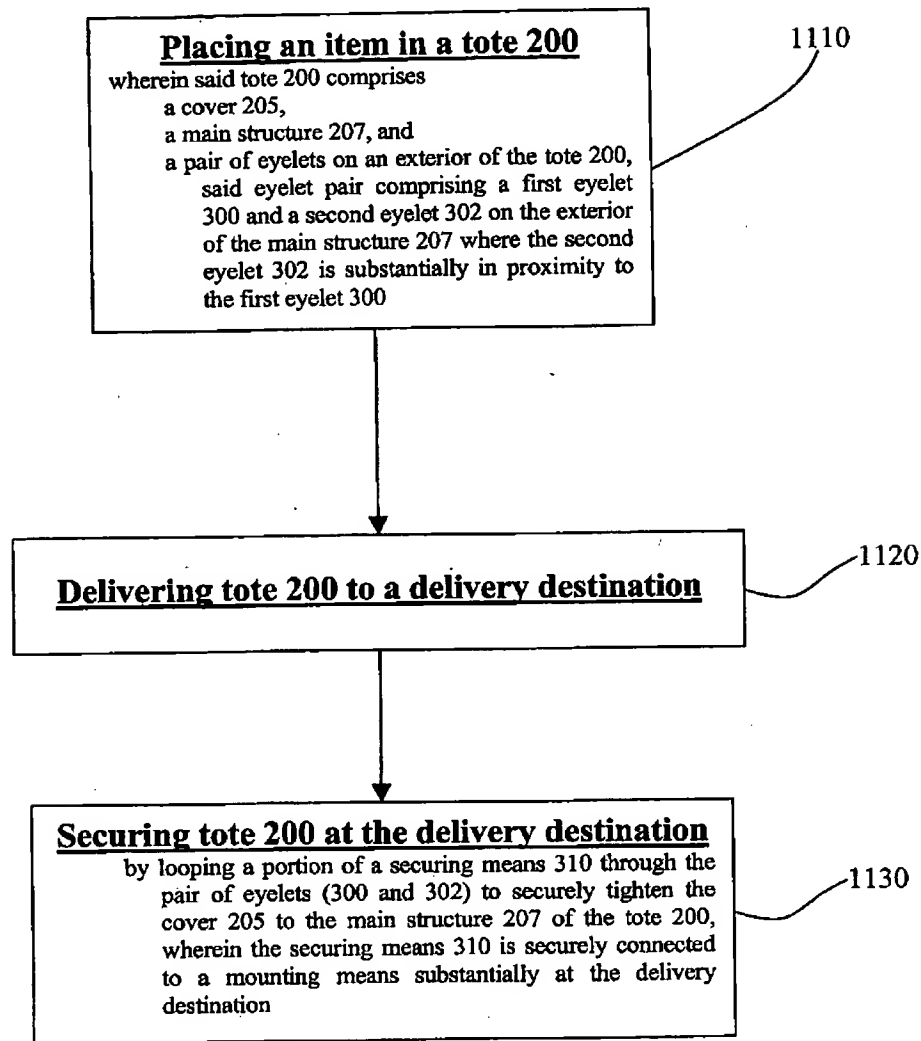 Placing an item in a tote 200
1110
wherein said tote 200 comprises
a cover 205,
a main structure 207, and
a pair of eyelets on an exterior of the tote 200,
said eyelet pair comprising a first eyelet
300 and a second eyelet 302 on the exterior
of the main structure 207 where the second
eyelet 302 is substantially in proximity to
the first eyelet 300
1120
Delivering tote 200 to a delivery destination
Securing tote 200 at the delivery destination
by looping a portion of a securing means 310 through the
1130
pair of eyelets (300 and 302) to securely tighten the
cover 205 to the main structure 207 of the tote 200,
wherein the securing means 310 is securely connected
to a mounting means substantially at the delivery
destination